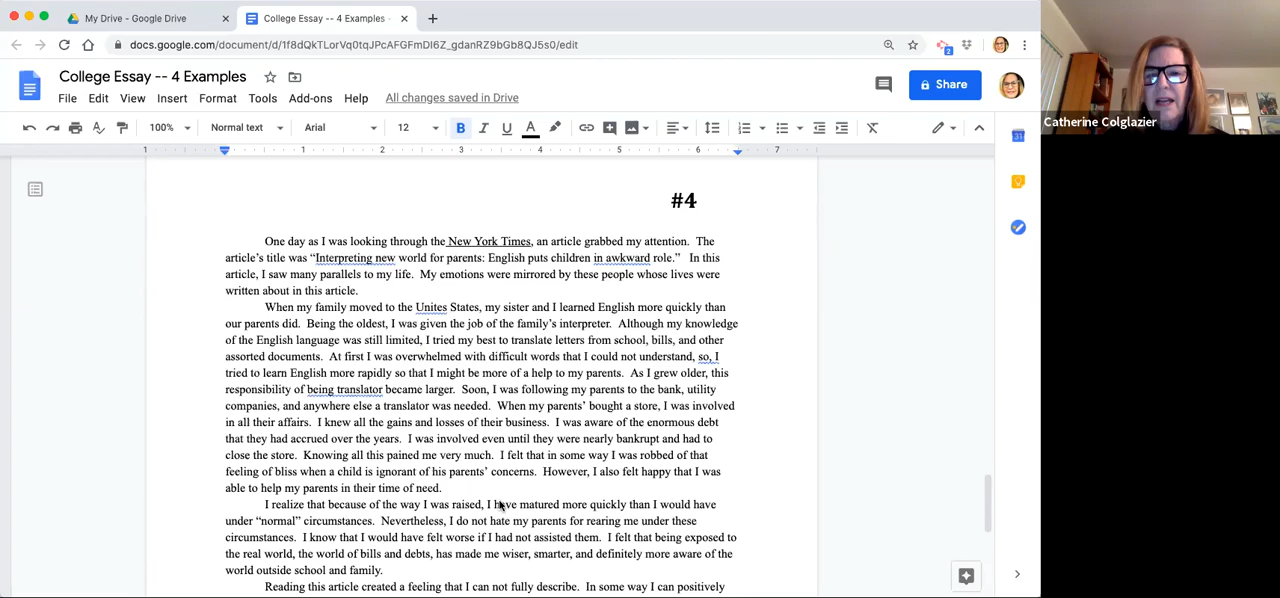 My Drive - Google Drive
College Essay -- 4 Examples -
docs.google.com/document/d/1f8dQkTLorVq0tqJPcAFGFmDI6Z_gdanRZ9bGb8QJ5s0/edit
2
College Essay -- 4 Examples
File Edit View Insert Format Tools Add-ons Help All changes saved in Drive
Share
Catherine Colglazier
100% Normal text Arial 12 B I U A
1 1 2 3 4 5 6 7
31
#4
One day as I was looking through the New York Times, an article grabbed my attention. The
article's title was “Interpreting new world for parents: English puts children in awkward role.” In this
article, I saw many parallels to my life. My emotions were mirrored by these people whose lives were
written about in this article.
When my family moved to the Unites States, my sister and I learned English more quickly than
our parents did. Being the oldest, I was given the job of the family's interpreter. Although my knowledge
of the English language was still limited, I tried my best to translate letters from school, bills, and other
assorted documents. At first I was overwhelmed with difficult words that I could not understand, so, I
tried to learn English more rapidly so that I might be more of a help to my parents. As I grew older, this
responsibility of being translator became larger. Soon, I was following my parents to the bank, utility
companies, and anywhere else a translator was needed. When my parents' bought a store, I was involved
in all their affairs. I knew all the gains and losses of their business. I was aware of the enormous debt
that they had accrued over the years. I was involved even until they were nearly bankrupt and had to
close the store. Knowing all this pained me very much. I felt that in some way I was robbed of that
feeling of bliss when a child is ignorant of his parents' concerns. However, I also felt happy that I was
able to help my parents in their time of need.
I realize that because of the way I was raised, I have matured more quickly than I would have
under “normal” circumstances. Nevertheless, I do not hate my parents for rearing me under these
circumstances. I know that I would have felt worse if I had not assisted them. I felt that being exposed to
the real world, the world of bills and debts, has made me wiser, smarter, and definitely more aware of the
world outside school and family.
Reading this article created a feeling that I can not fully describe. In some way I can positively